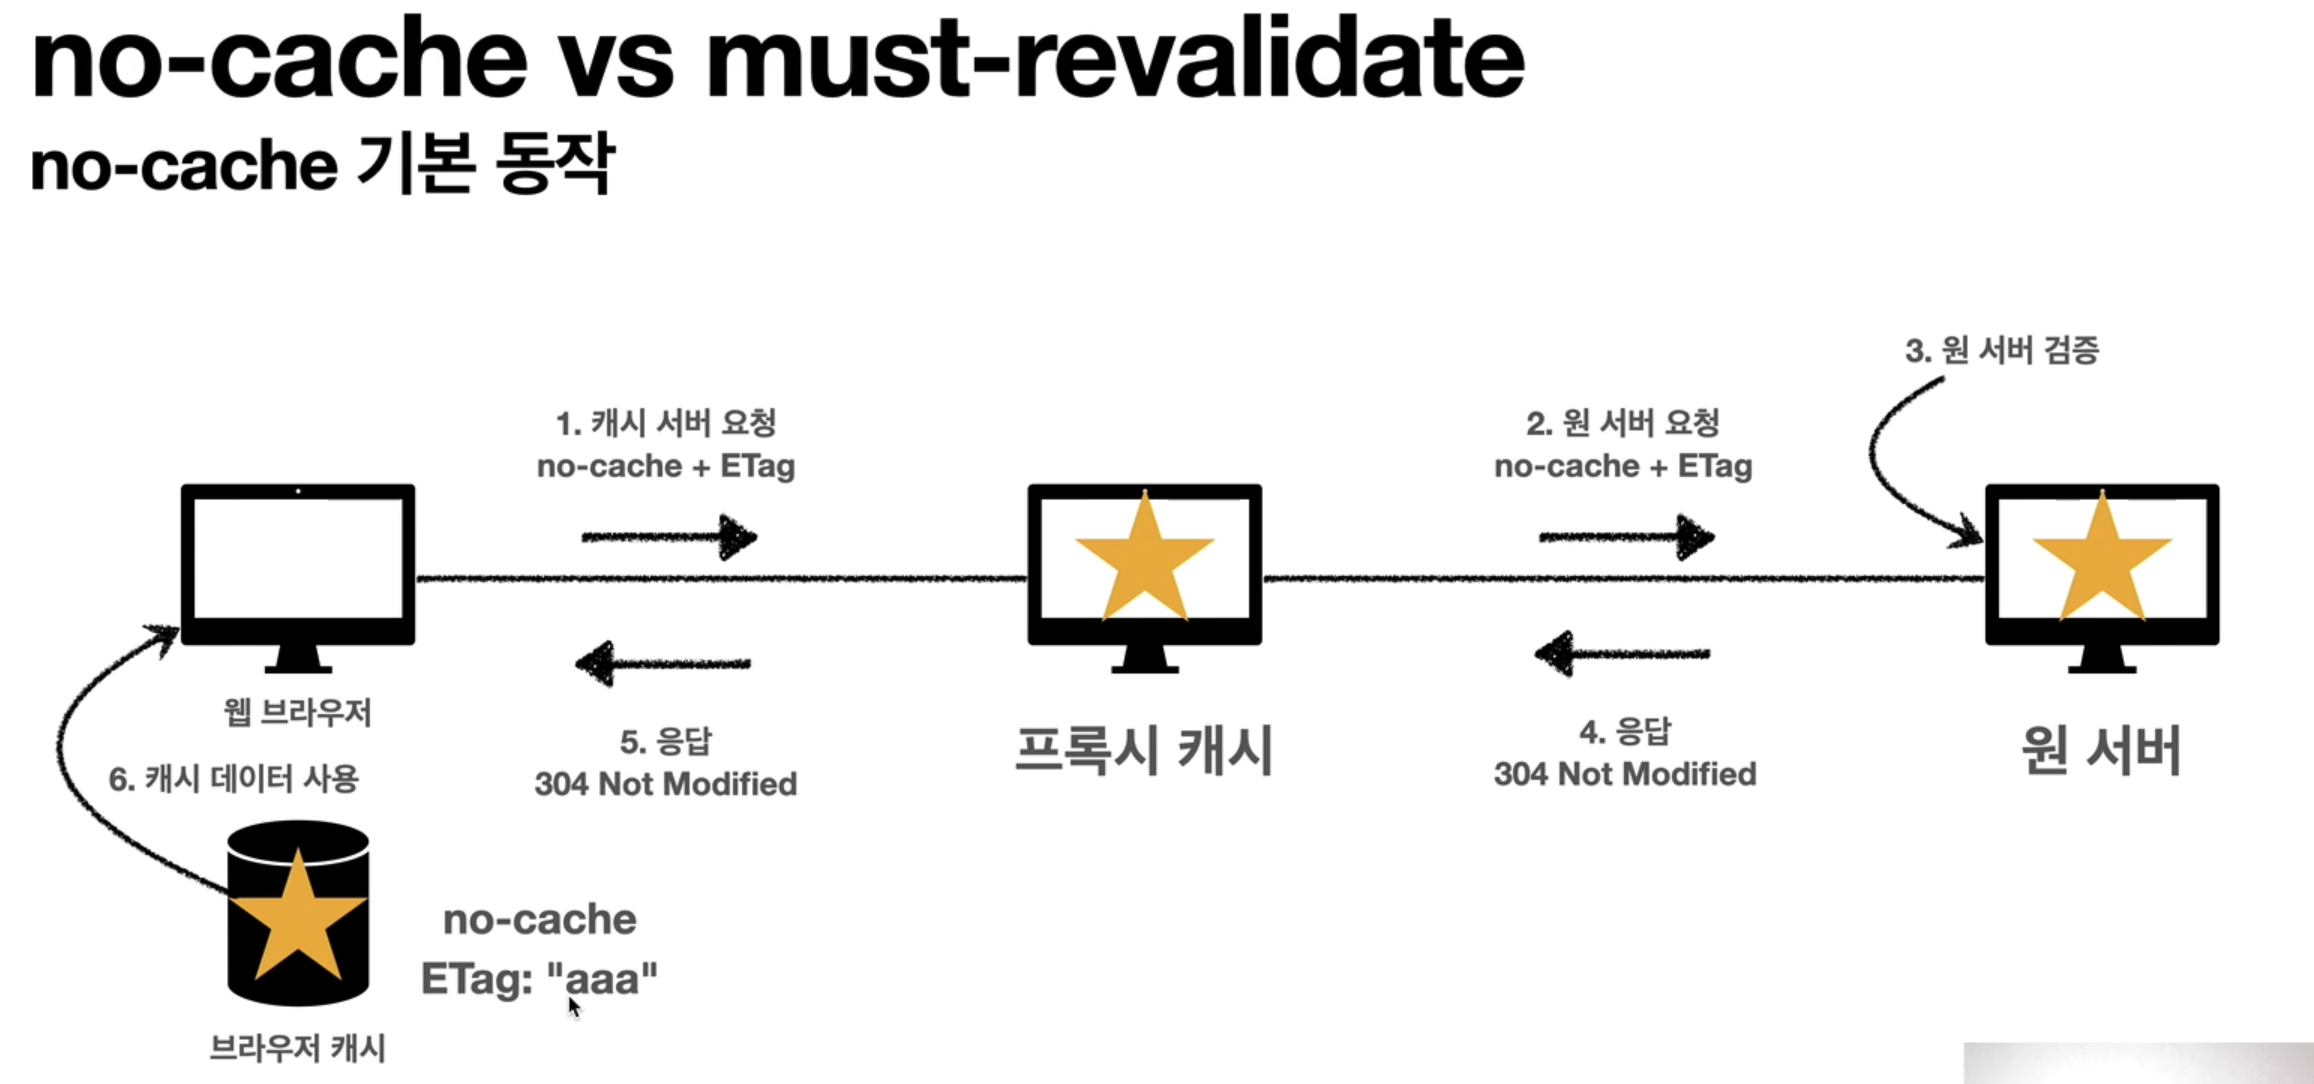 no-cache vs must-revalidate
no-cache 기본 동작
3. 원 서버 검증
1. 캐시 서버 요청
no-cache + ETag
2. 원 서버 요청
no-cache + ETag
웹 브라우저
5. 응답
304 Not Modified
프록시 캐시
4. 응답
304 Not Modified
원 서버
6. 캐시 데이터 사용
no-cache
ETag: "aaa"
브라우저 캐시